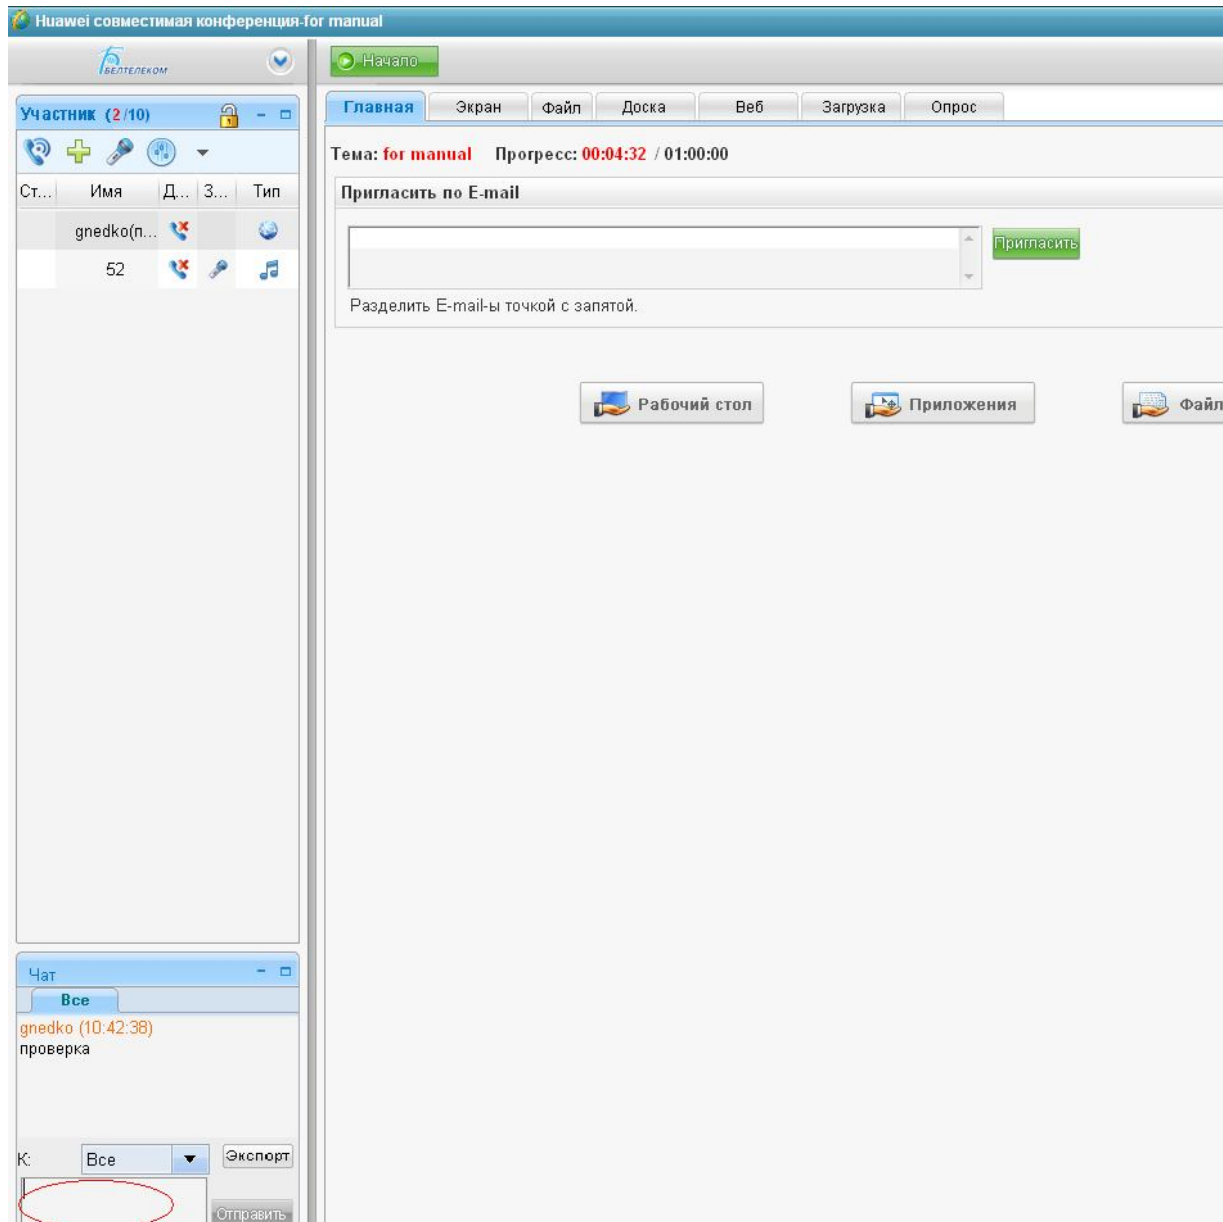 Huawei совместимая конференция-for manual
БЕЛТЕЛЕКОМ
Начало
Участник (2/10)
Главная Экран Файл Доска Веб Загрузка Опрос
Тема: for manual Прогресс: 00:04:32 / 01:00:00
Ст... Имя Д... З... Тип
Пригласить по E-mail
gnedko(п...
Пригласить
52
Разделить E-mail-ы точкой с запятой.
Рабочий стол Приложения Файл
Чат
Все
gnedko (10:42:38)
проверка
К: Все Экспорт
Отправить